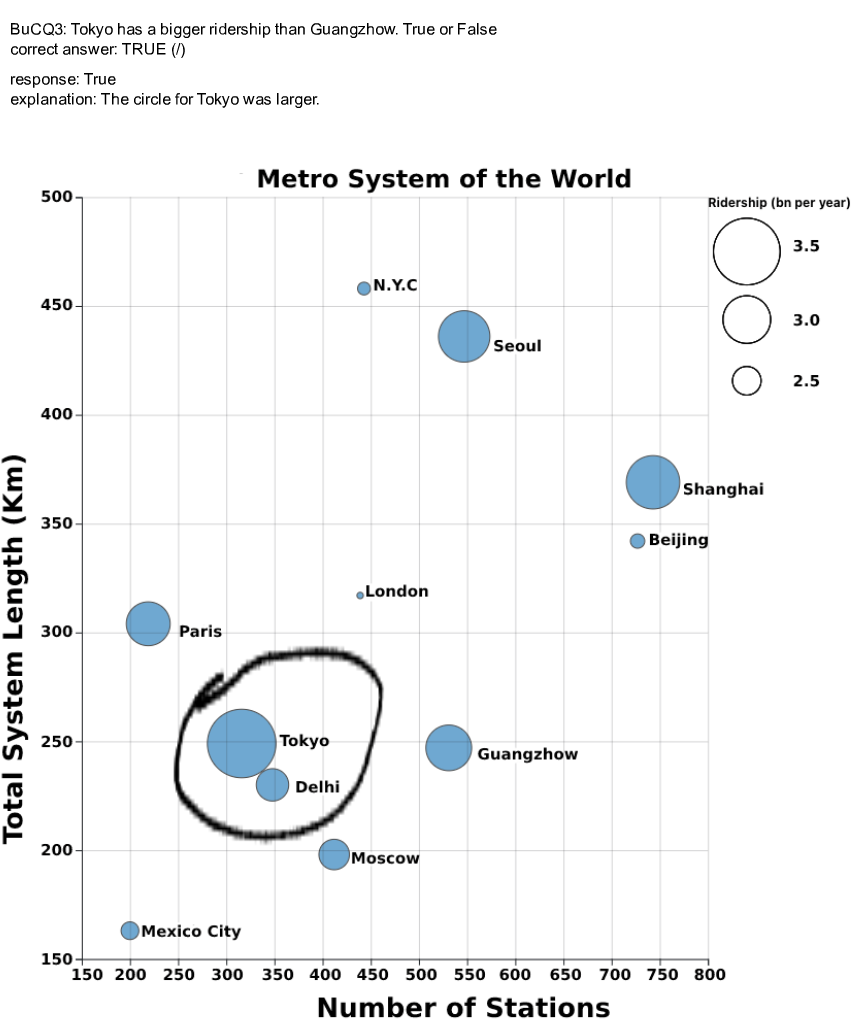 BuCQ3: Tokyo has a bigger ridership than Guangzhow. True or False
correct answer: TRUE (/)
response: True
explanation: The circle for Tokyo was larger.
Metro System of the World
Ridership (bn per year)
3.5
3.0
2.5
500
450
400
350
300
250
200
150
Total System Length (Km)
N.Y.C
Seoul
Shanghai
Beijing
London
Paris
Tokyo
Guangzhow
Delhi
Moscow
Mexico City
150 200 250 300 350 400 450 500 550 600 650 700 750 800
Number of Stations